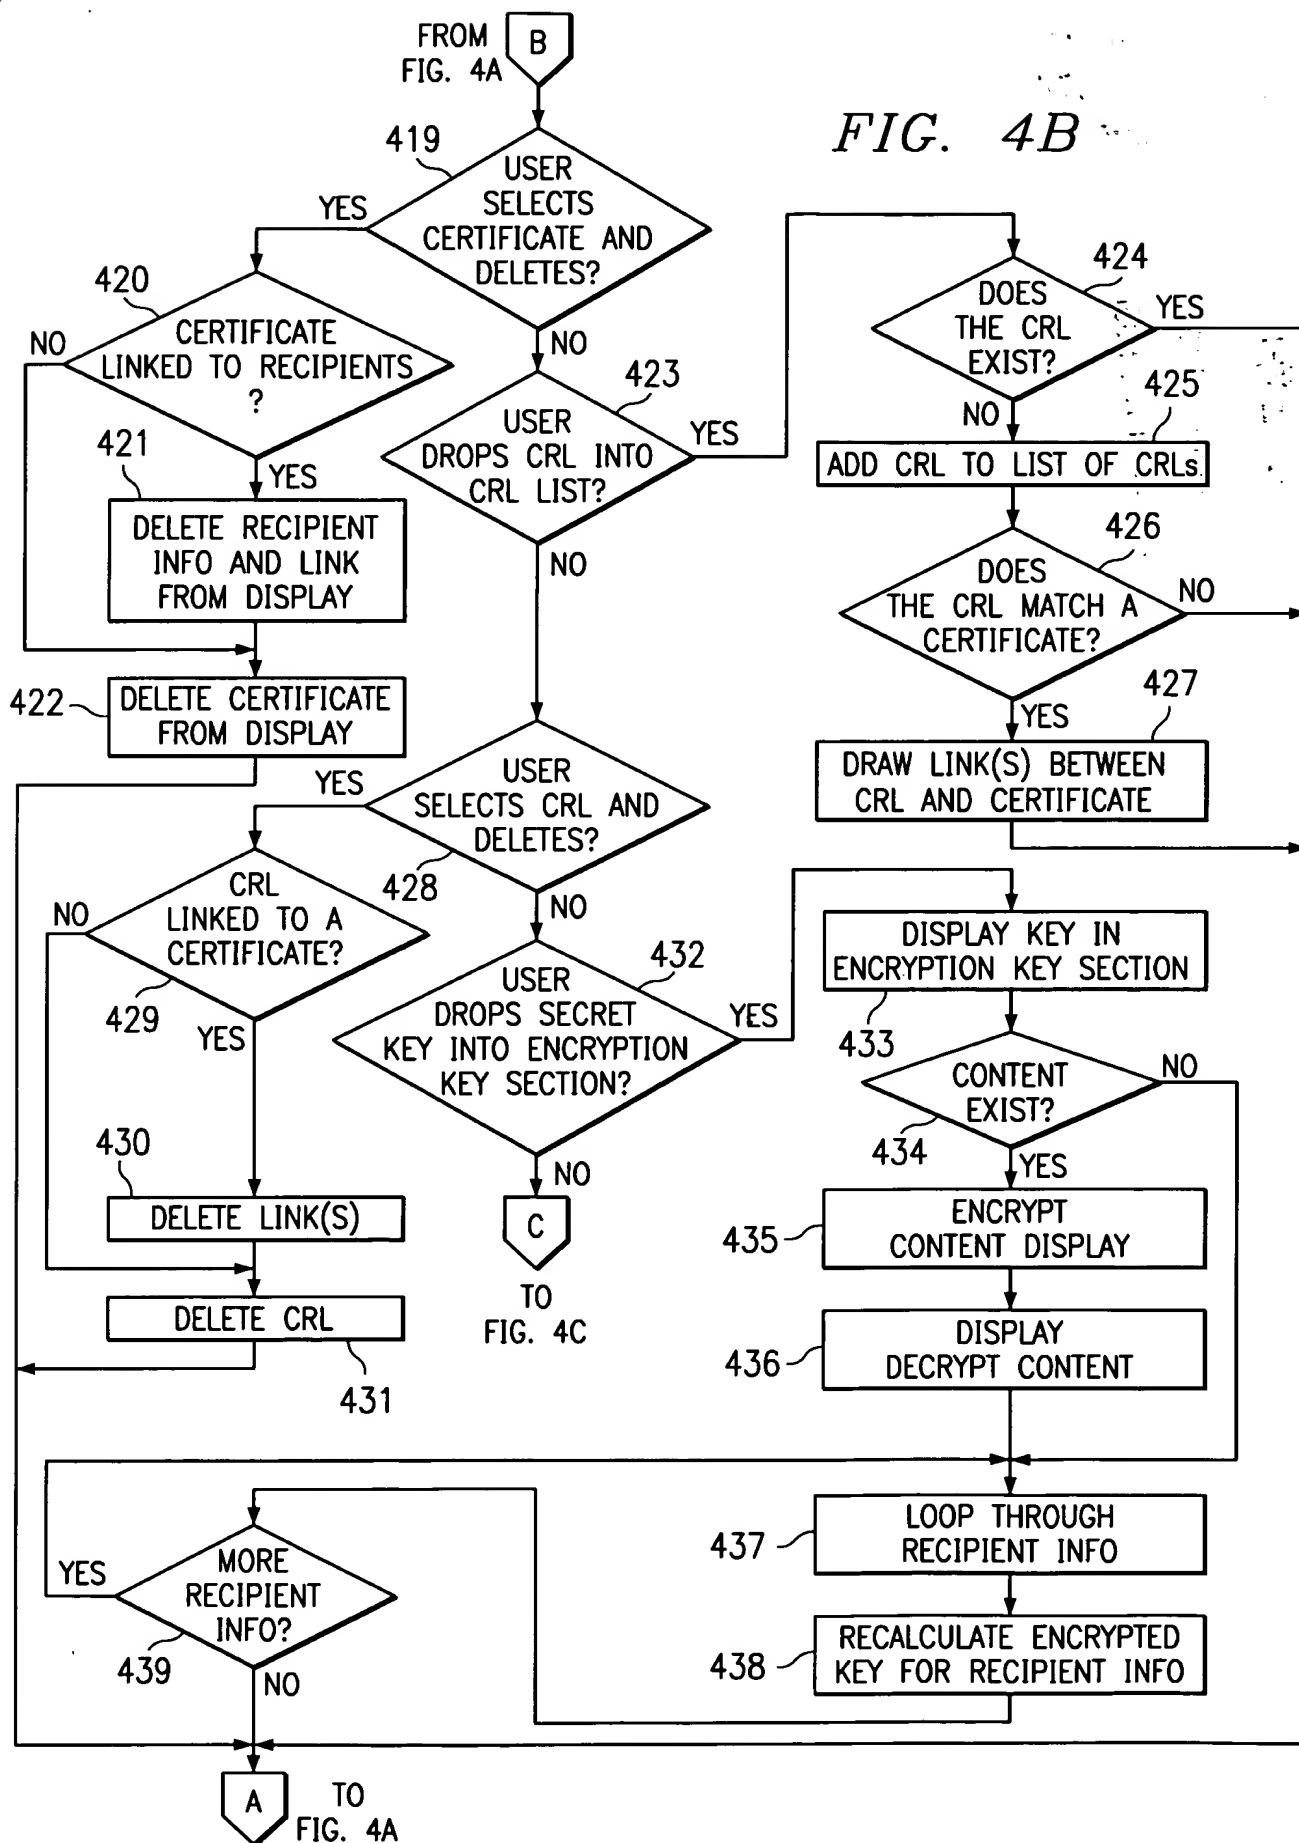 FROM
FIG. 4A
B
FIG. 4B
419
USER
SELECTS
CERTIFICATE AND
DELETES?
YES
NO
420
CERTIFICATE
LINKED TO RECIPIENTS
?
NO
YES
421
DELETE RECIPIENT
INFO AND LINK
FROM DISPLAY
422
DELETE CERTIFICATE
FROM DISPLAY
423
USER
DROPS CRL INTO
CRL LIST?
YES
NO
424
DOES
THE CRL
EXIST?
YES
NO
425
ADD CRL TO LIST OF CRLs
426
DOES
THE CRL MATCH A
CERTIFICATE?
NO
YES
427
DRAW LINK(S) BETWEEN
CRL AND CERTIFICATE
YES
USER
SELECTS CRL AND
DELETES?
428
NO
CRL
LINKED TO A
CERTIFICATE?
NO
429
YES
430
DELETE LINK(S)
DELETE CRL
431
432
USER
DROPS SECRET
KEY INTO ENCRYPTION
KEY SECTION?
YES
NO
C
TO
FIG. 4C
DISPLAY KEY IN
ENCRYPTION KEY SECTION
433
CONTENT
EXIST?
NO
434
YES
435
ENCRYPT
CONTENT DISPLAY
436
DISPLAY
DECRYPT CONTENT
437
LOOP THROUGH
RECIPIENT INFO
438
RECALCULATE ENCRYPTED
KEY FOR RECIPIENT INFO
YES
MORE
RECIPIENT
INFO?
439
NO
A
TO
FIG. 4A